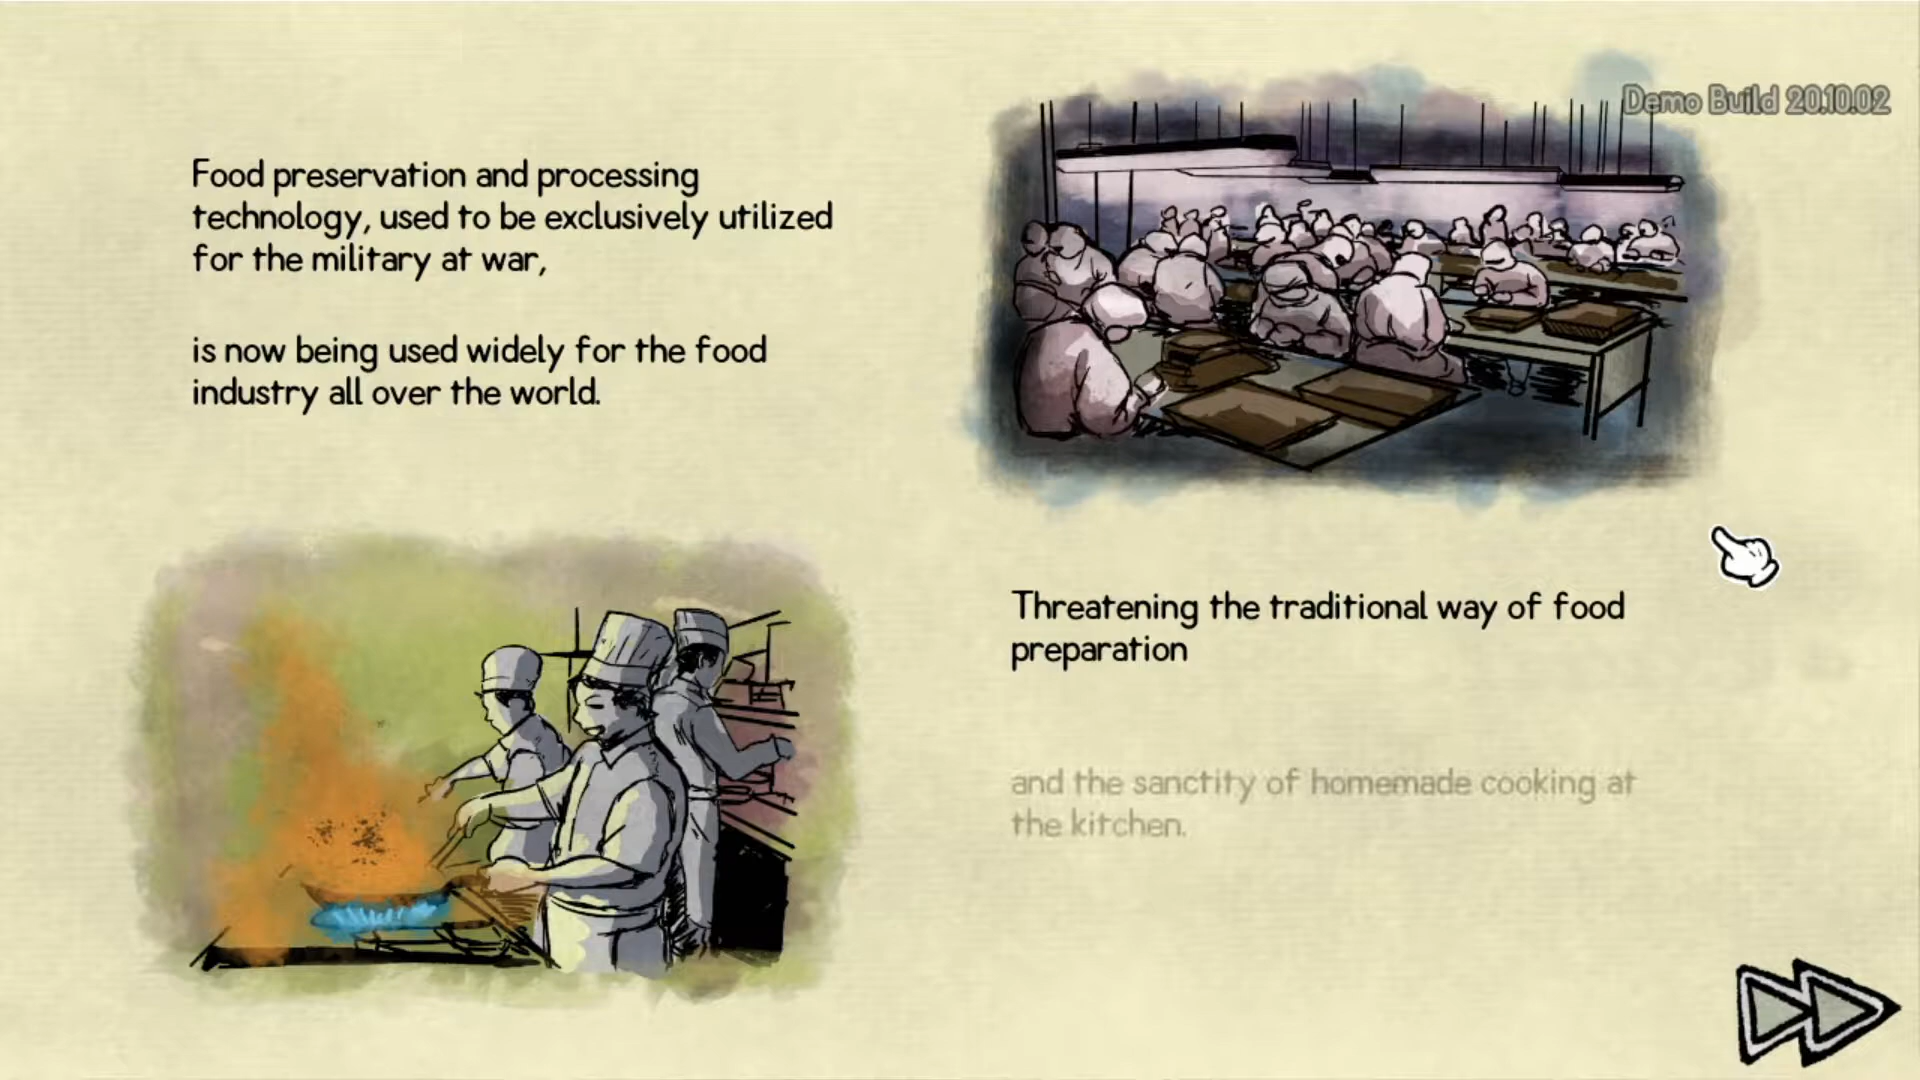 Demo Build 20.10.02
Food preservation and processing
technology, used to be exclusively utilized
for the military at war,
is now being used widely for the food
industry all over the world.
Threatening the traditional way of food
preparation
and the sanctity of homemade cooking at
the kitchen.